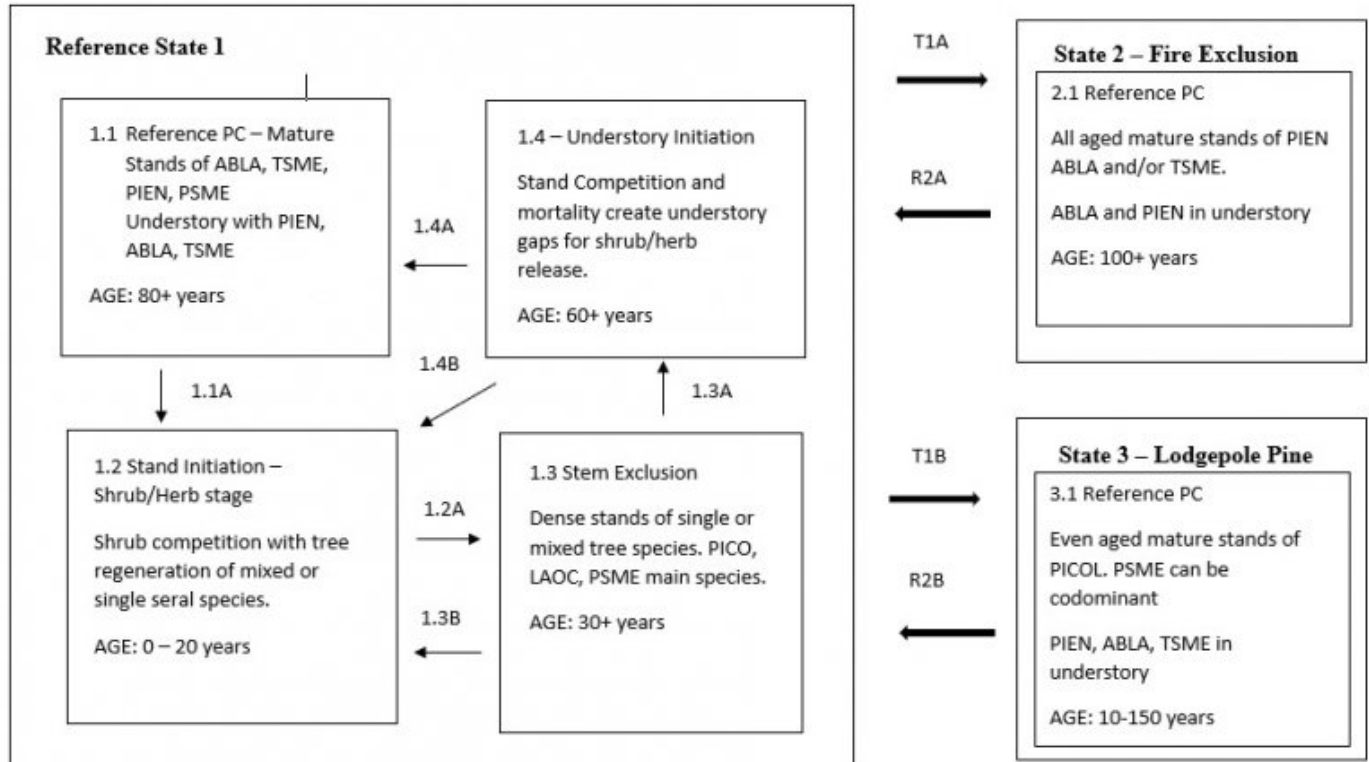 Reference State 1
1.1 Reference PC – Mature
Stands of ABLA, TSME,
PIEN, PSME
Understory with PIEN,
ABLA, TSME
AGE: 80+ years
1.4A
1.4 – Understory Initiation
Stand Competition and
mortality create understory
gaps for shrub/herb
release.
AGE: 60+ years
1.1A
1.4B
1.3A
1.2 Stand Initiation –
Shrub/Herb stage
Shrub competition with tree
regeneration of mixed or
single seral species.
AGE: 0 – 20 years
1.2A
1.3B
1.3 Stem Exclusion
Dense stands of single or
mixed tree species. PICO,
LAOC, PSME main species.
AGE: 30+ years
T1A
R2A
State 2 – Fire Exclusion
2.1 Reference PC
All aged mature stands of PIEN
ABLA and/or TSME.
ABLA and PIEN in understory
AGE: 100+ years
T1B
R2B
State 3 – Lodgepole Pine
3.1 Reference PC
Even aged mature stands of
PICOL. PSME can be
codominant
PIEN, ABLA, TSME in
understory
AGE: 10-150 years